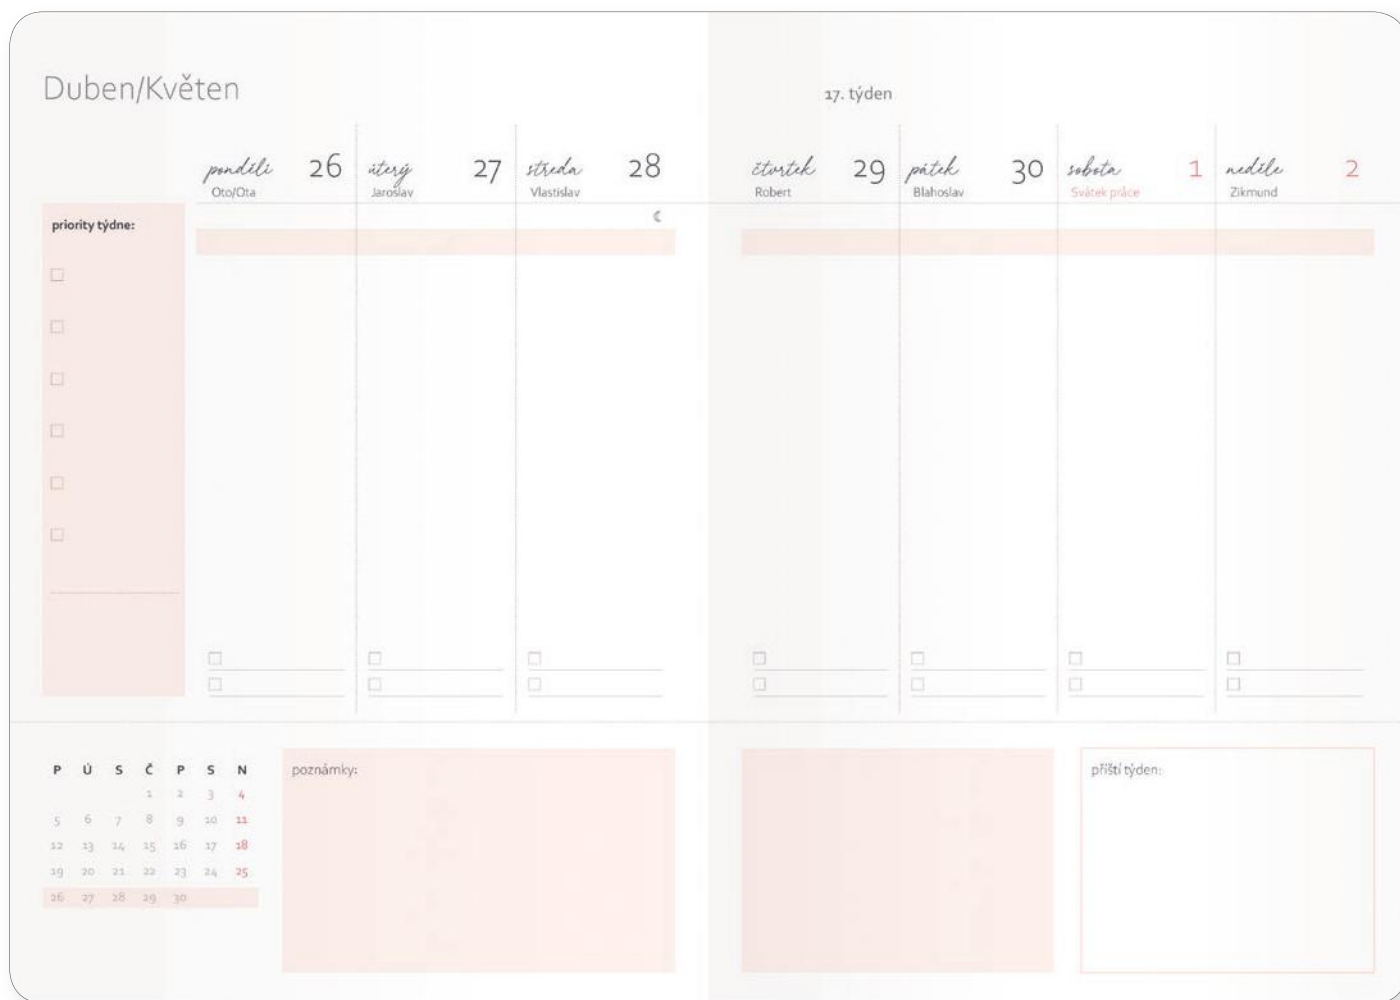 Duben/Květen
17. týden
pondělí 26
Oto/Ota
úterý 27
Jaroslav
středa 28
Vlastislav
čtvrtek 29
Robert
pátek 30
Blahoslav
sobota 1
Svátek práce
neděle 2
Zikmund
priority týdne:
P Ú S Č P S N
1 2 3 4
5 6 7 8 9 10 11
12 13 14 15 16 17 18
19 20 21 22 23 24 25
26 27 28 29 30
poznámky:
příští týden: